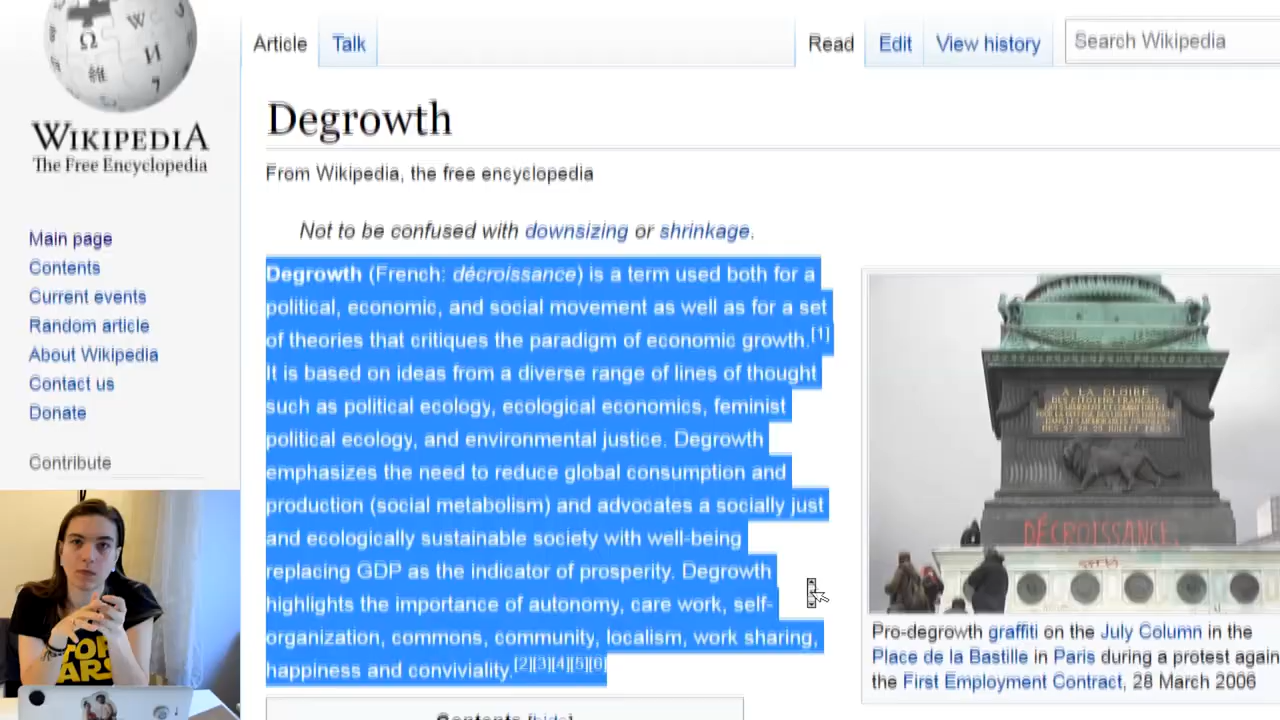 Article
Talk
Read
Edit
View history
Search Wikipedia
WIKIPEDIA
The Free Encyclopedia
Main page
Contents
Current events
Random article
About Wikipedia
Contact us
Donate
Contribute
Degrowth
From Wikipedia, the free encyclopedia
Not to be confused with downsizing or shrinkage.
Degrowth (French: décroissance) is a term used both for a
political, economic, and social movement as well as for a set
of theories that critiques the paradigm of economic growth.[1]
It is based on ideas from a diverse range of lines of thought
such as political ecology, ecological economics, feminist
political ecology, and environmental justice. Degrowth
emphasizes the need to reduce global consumption and
production (social metabolism) and advocates a socially just
and ecologically sustainable society with well-being
replacing GDP as the indicator of prosperity. Degrowth
highlights the importance of autonomy, care work, self-
organization, commons, community, localism, work sharing,
happiness and conviviality.[2][3][4][5][6]
A LA GLOIRE
DES CITOYENS FRANÇAIS
DÉCROISSANCE
Pro-degrowth graffiti on the July Column in the
Place de la Bastille in Paris during a protest again
the First Employment Contract, 28 March 2006